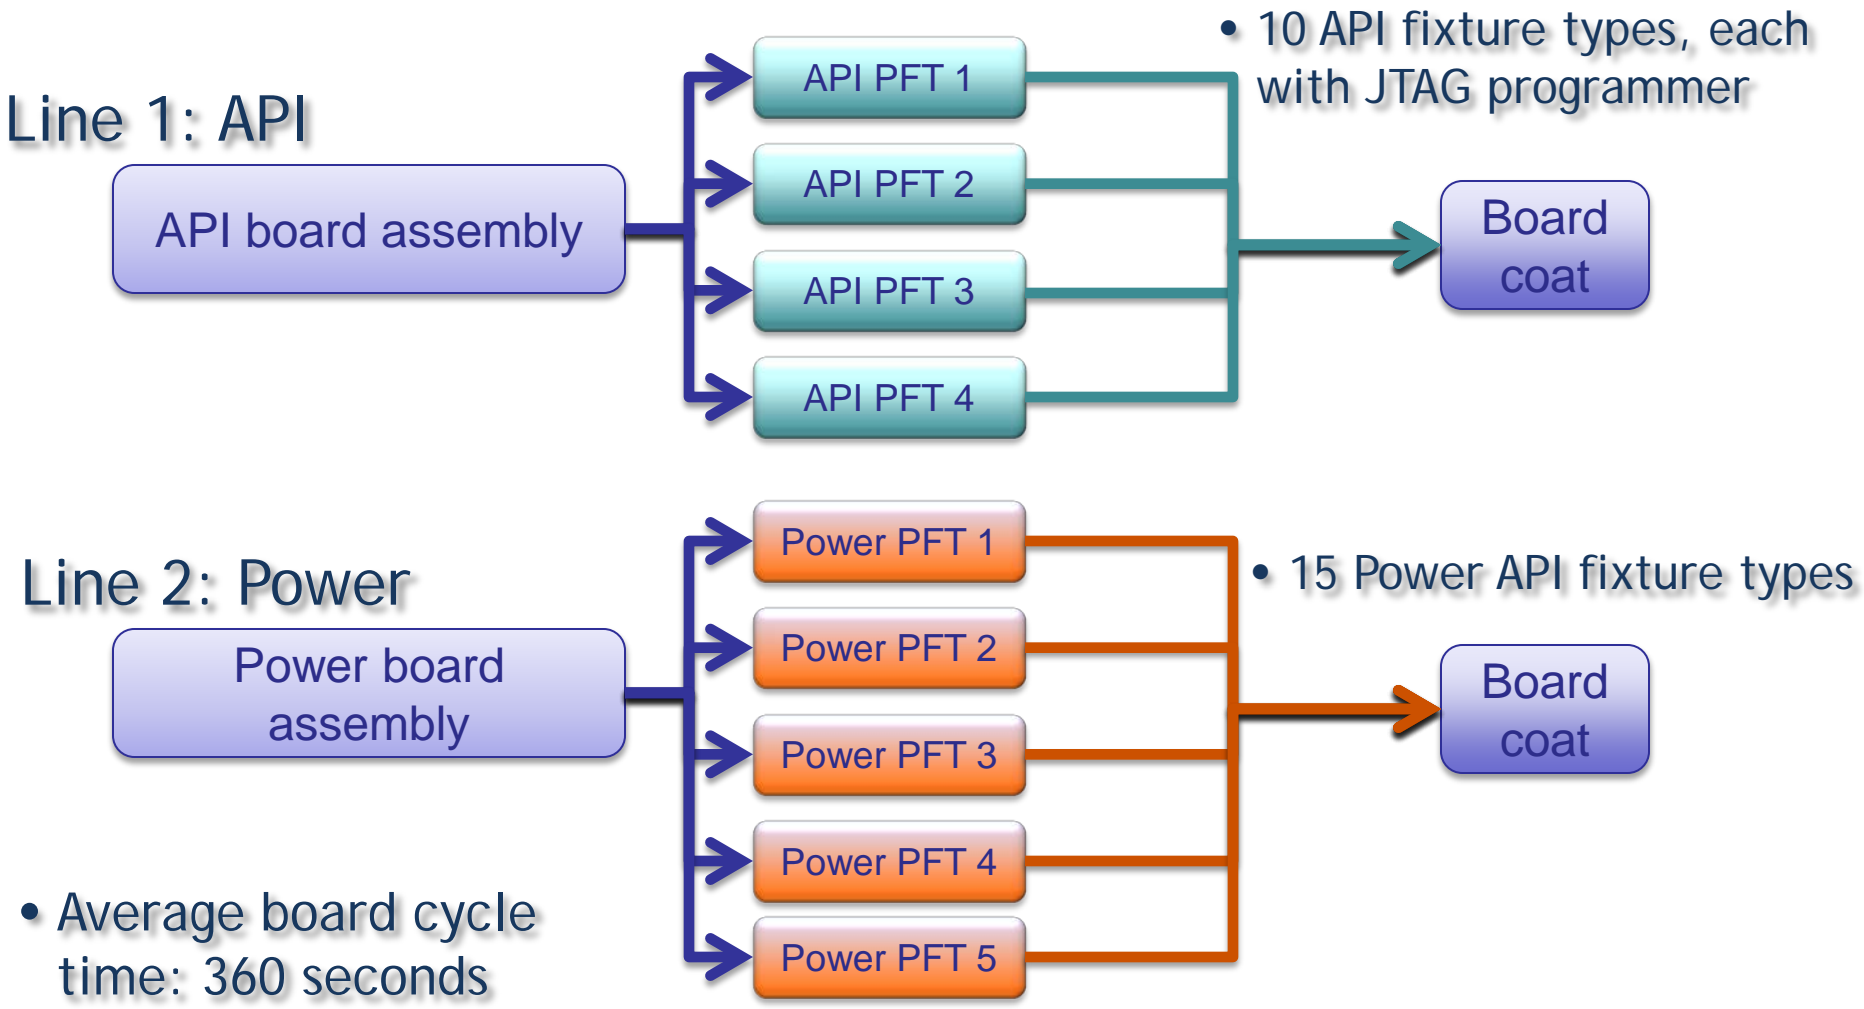 Line 1: API
API board assembly
API PFT 1
API PFT 2
API PFT 3
API PFT 4
• 10 API fixture types, each
with JTAG programmer
Board
coat
Line 2: Power
Power board
assembly
Power PFT 1
Power PFT 2
Power PFT 3
Power PFT 4
Power PFT 5
• 15 Power API fixture types
Board
coat
• Average board cycle
time: 360 seconds